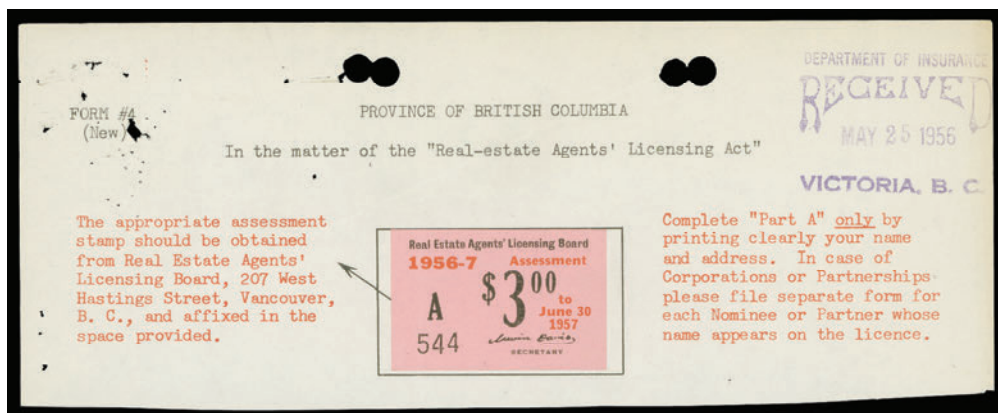 DEPARTMENT OF INSURANCE
RECEIVED
MAY 25 1956
VICTORIA, B. C.
FORM #4
(New)
PROVINCE OF BRITISH COLUMBIA
In the matter of the "Real-estate Agents' Licensing Act"
The appropriate assessment
stamp should be obtained
from Real Estate Agents'
Licensing Board, 207 West
Hastings Street, Vancouver,
B. C., and affixed in the
space provided.
Real Estate Agents' Licensing Board
1956-7 Assessment
A
$3.00
to
June 30
1957
544
SECRETARY
Complete "Part A" only by
printing clearly your name
and address. In case of
Corporations or Partnerships
please file separate form for
each Nominee or Partner whose
name appears on the licence.